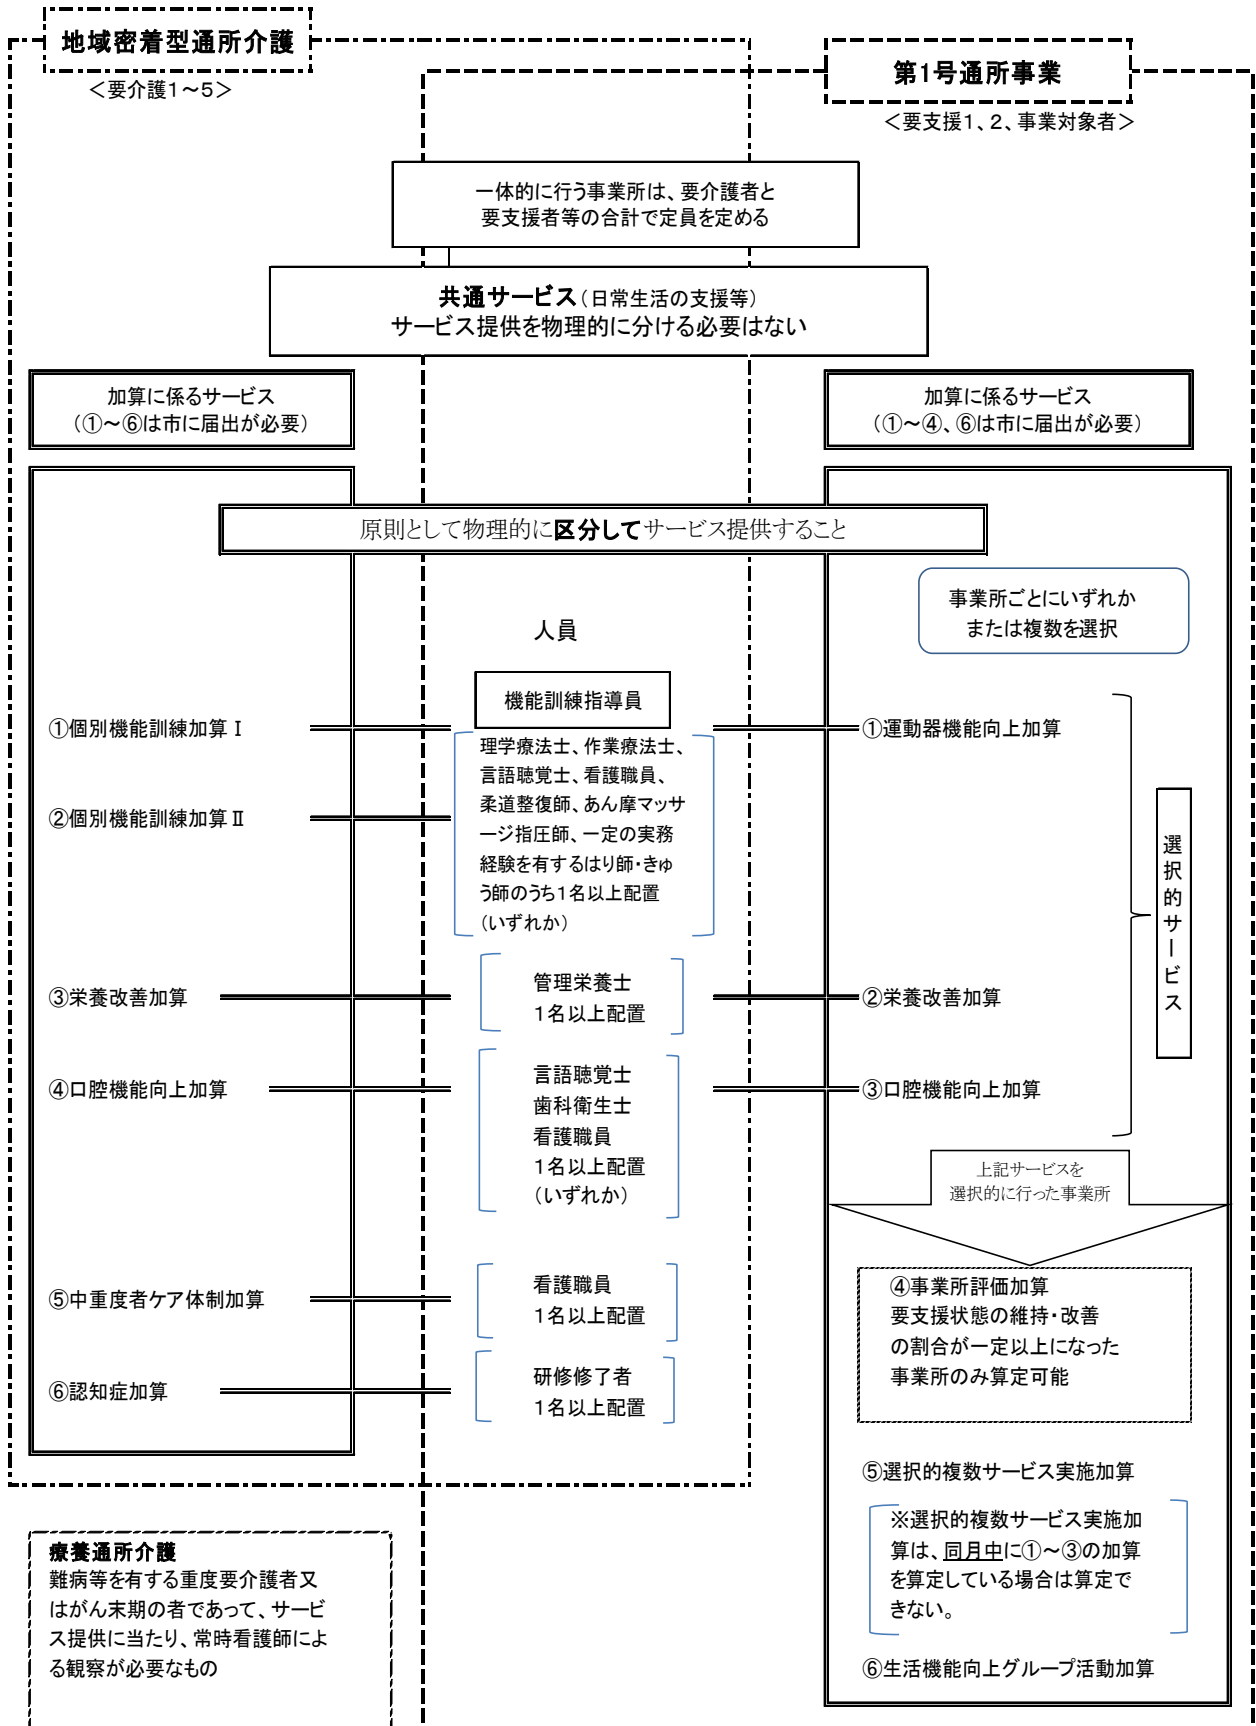 地域密着型通所介護
＜要介護1～5＞
第1号通所事業
＜要支援1、2、事業対象者＞
一体的に行う事業所は、要介護者と
要支援者等の合計で定員を定める
共通サービス（日常生活の支援等）
サービス提供を物理的に分ける必要はない
加算に係るサービス
（①～⑥は市に届出が必要）
加算に係るサービス
（①～④、⑥は市に届出が必要）
原則として物理的に区分してサービス提供すること
事業所ごとにいずれか
または複数を選択
人員
機能訓練指導員
①個別機能訓練加算Ⅰ
②個別機能訓練加算Ⅱ
理学療法士、作業療法士、
言語聴覚士、看護職員、
柔道整復師、あん摩マッサ
ージ指圧師、一定の実務
経験を有するはり師・きゅ
う師のうち1名以上配置
（いずれか）
①運動器機能向上加算
選択的サービス
③栄養改善加算
管理栄養士
1名以上配置
②栄養改善加算
④口腔機能向上加算
言語聴覚士
歯科衛生士
看護職員
1名以上配置
（いずれか）
③口腔機能向上加算
上記サービスを
選択的に行った事業所
⑤中重度者ケア体制加算
看護職員
1名以上配置
④事業所評価加算
要支援状態の維持・改善
の割合が一定以上になった
事業所のみ算定可能
⑥認知症加算
研修修了者
1名以上配置
⑤選択的複数サービス実施加算
※選択的複数サービス実施加
算は、同月中に①～③の加算
を算定している場合は算定で
きない。
⑥生活機能向上グループ活動加算
療養通所介護
難病等を有する重度要介護者又
はがん末期の者であって、サービ
ス提供に当たり、常時看護師によ
る観察が必要なもの